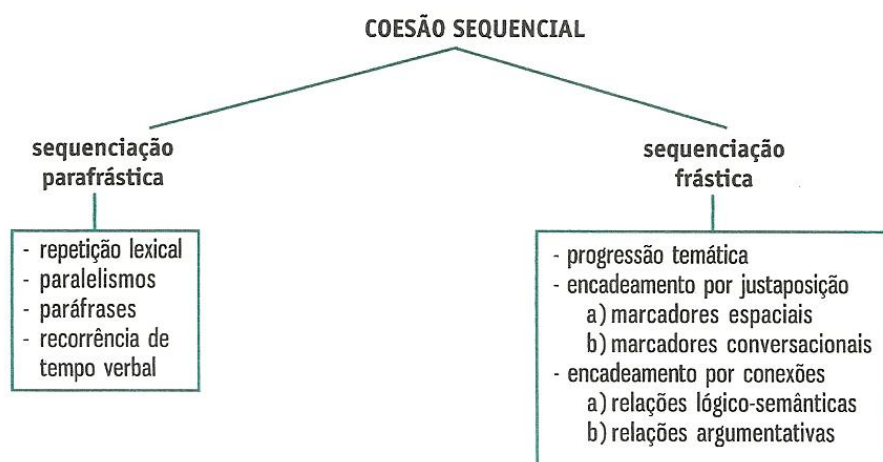 COESÃO SEQUENCIAL
sequenciação
parafrástica
- repetição lexical
- paralelismos
- paráfrases
- recorrência de
tempo verbal
sequenciação
frástica
- progressão temática
- encadeamento por justaposição
a) marcadores espaciais
b) marcadores conversacionais
- encadeamento por conexões
a) relações lógico-semânticas
b) relações argumentativas